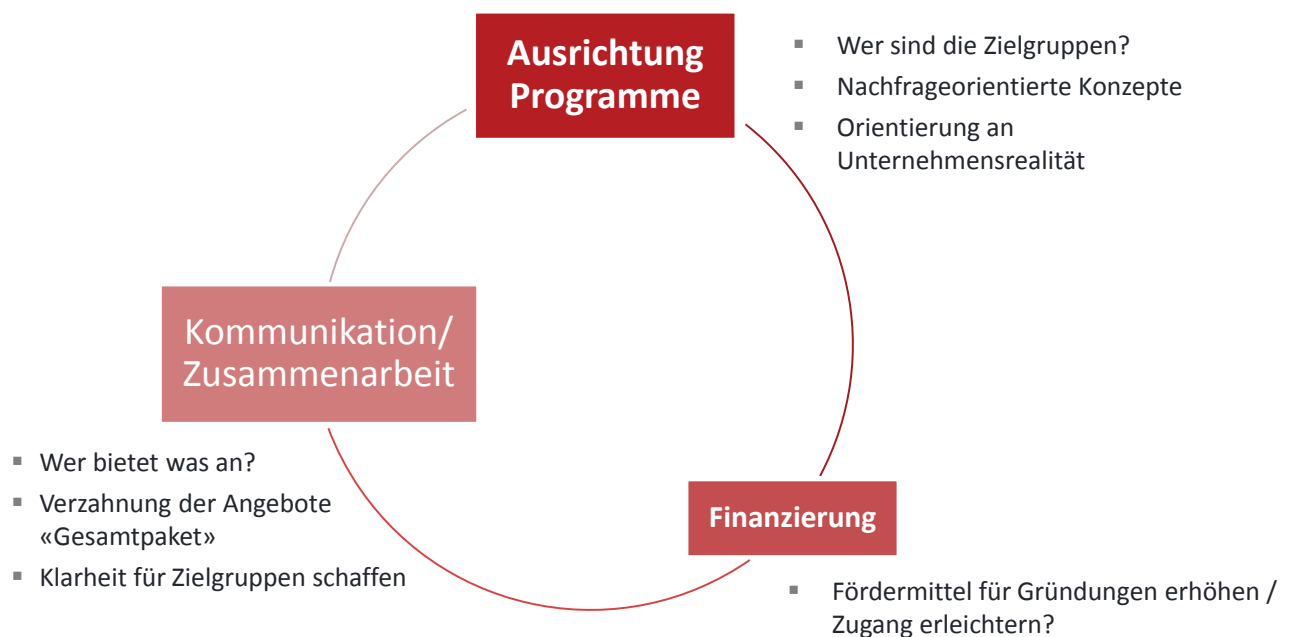 Ausrichtung
Programme
▪ Wer sind die Zielgruppen?
▪ Nachfrageorientierte Konzepte
▪ Orientierung an
Unternehmensrealität
Kommunikation/
Zusammenarbeit
▪ Wer bietet was an?
▪ Verzahnung der Angebote
«Gesamtpaket»
▪ Klarheit für Zielgruppen schaffen
Finanzierung
▪ Fördermittel für Gründungen erhöhen /
Zugang erleichtern?